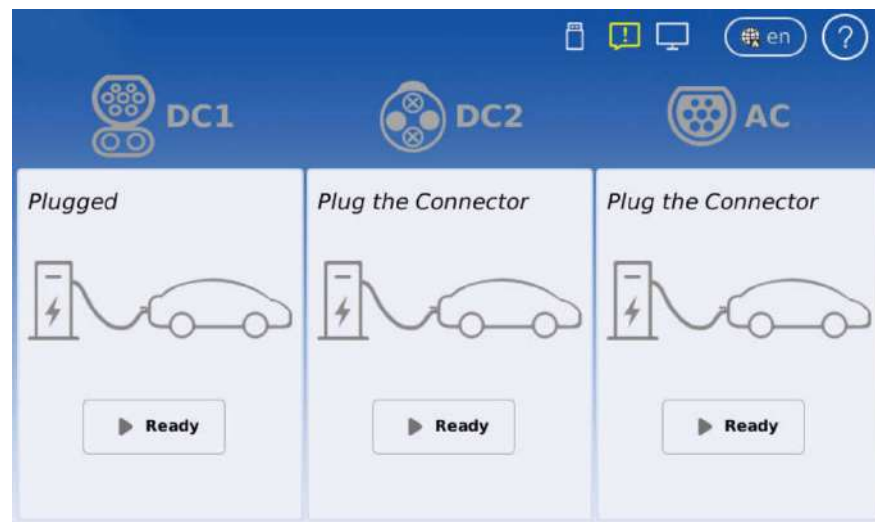 en ?
DC1
DC2
AC
Plugged
Plug the Connector
Plug the Connector
Ready
Ready
Ready